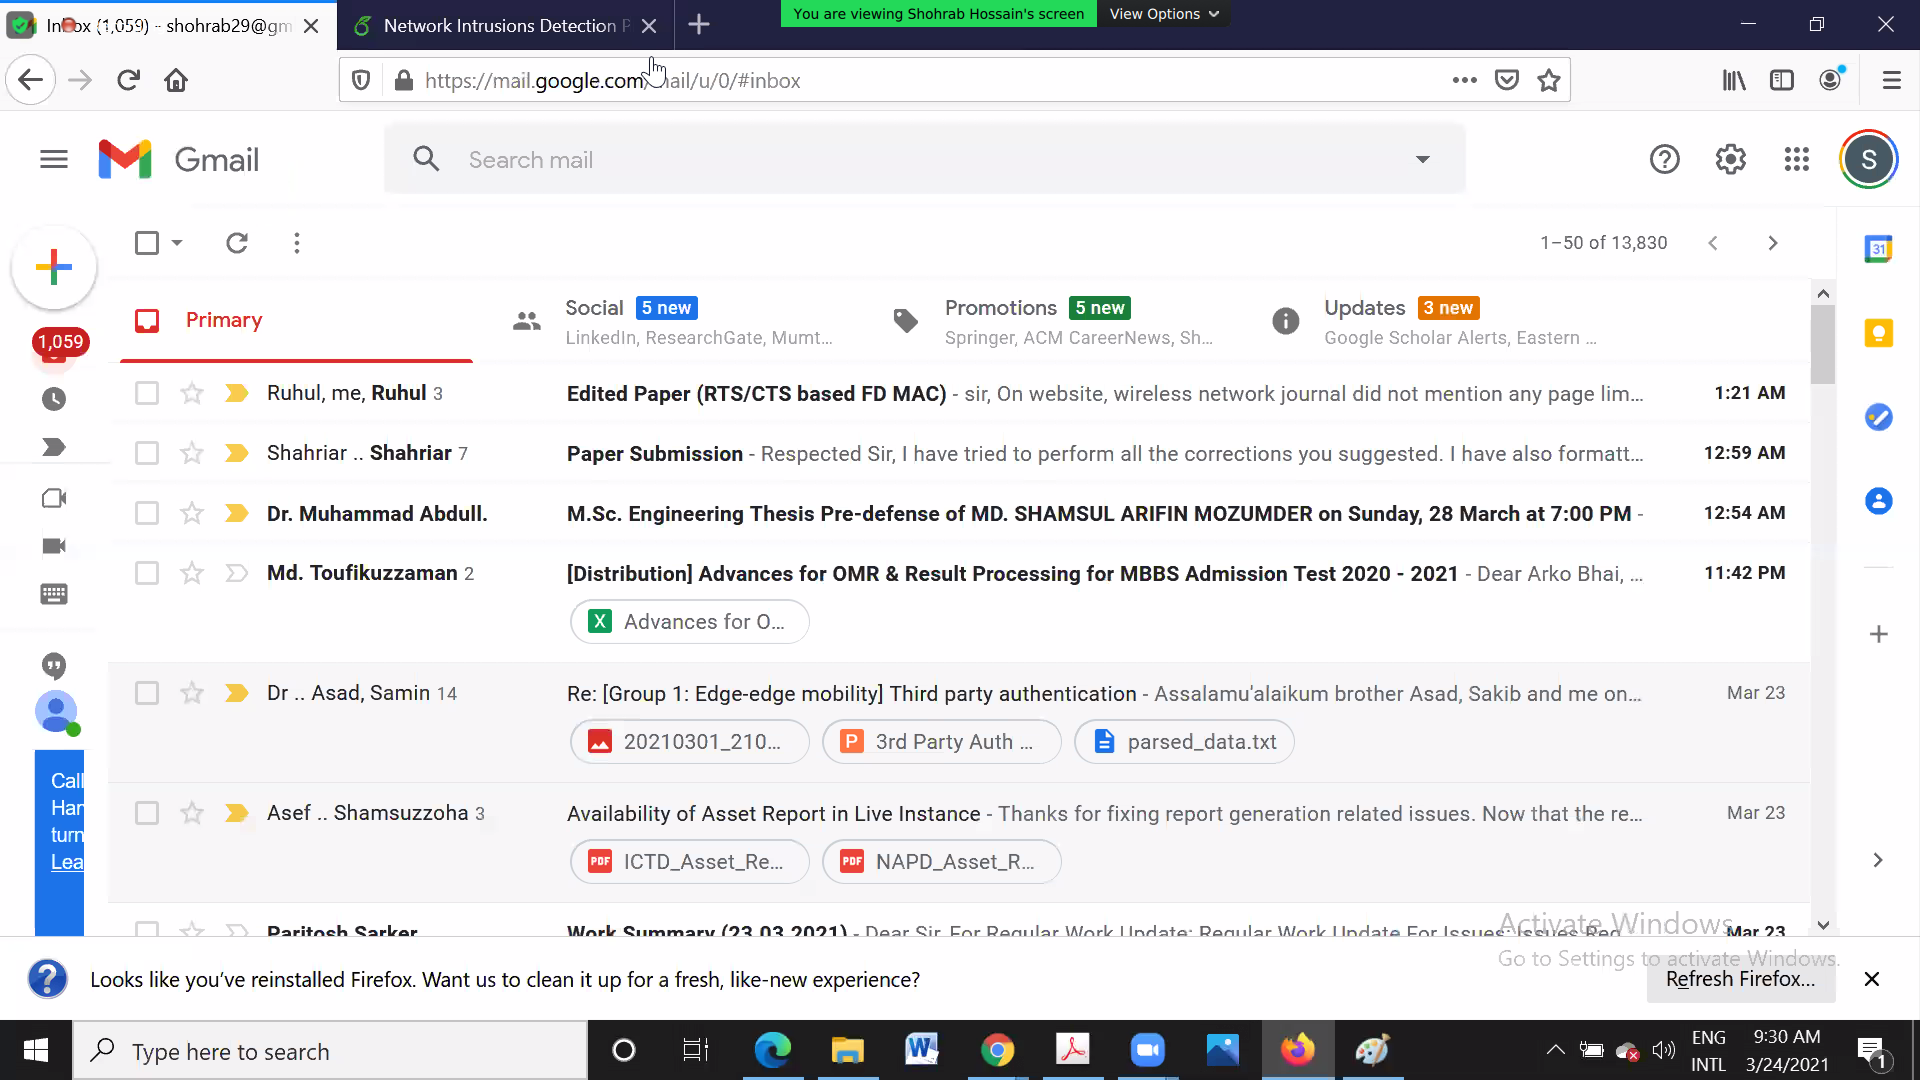 Inbox (1,059) - shohrab29@gm
Network Intrusions Detection P
You are viewing Shohrab Hossain's screen
View Options
https://mail.google.com/mail/u/0/#inbox
Gmail
Search mail
S
1–50 of 13,830
31
Primary
Social 5 new
LinkedIn, ResearchGate, Mumt...
Promotions 5 new
Springer, ACM CareerNews, Sh...
Updates 3 new
Google Scholar Alerts, Eastern ...
1,059
Ruhul, me, Ruhul 3 Edited Paper (RTS/CTS based FD MAC) - sir, On website, wireless network journal did not mention any page lim... 1:21 AM
Shahriar .. Shahriar 7 Paper Submission - Respected Sir, I have tried to perform all the corrections you suggested. I have also formatt... 12:59 AM
Dr. Muhammad Abdull. M.Sc. Engineering Thesis Pre-defense of MD. SHAMSUL ARIFIN MOZUMDER on Sunday, 28 March at 7:00 PM - 12:54 AM
Md. Toufikuzzaman 2 [Distribution] Advances for OMR & Result Processing for MBBS Admission Test 2020 - 2021 - Dear Arko Bhai, ... 11:42 PM
X Advances for O...
Dr .. Asad, Samin 14 Re: [Group 1: Edge-edge mobility] Third party authentication - Assalamu'alaikum brother Asad, Sakib and me on... Mar 23
20210301_210... P 3rd Party Auth ... parsed_data.txt
Asef .. Shamsuzzoha 3 Availability of Asset Report in Live Instance - Thanks for fixing report generation related issues. Now that the re... Mar 23
PDF ICTD_Asset_Re... PDF NAPD_Asset_R...
Call
Han
turn
Lea
Paritosh Sarker Work Summary (23.03.2021) - Dear Sir, For Regular Work Update: Regular Work Update For Issues: Issues Reg Mar 23
Activate Windows
Go to Settings to activate Windows.
Looks like you've reinstalled Firefox. Want us to clean it up for a fresh, like-new experience?
Refresh Firefox...
Type here to search
ENG
INTL
9:30 AM
3/24/2021
1